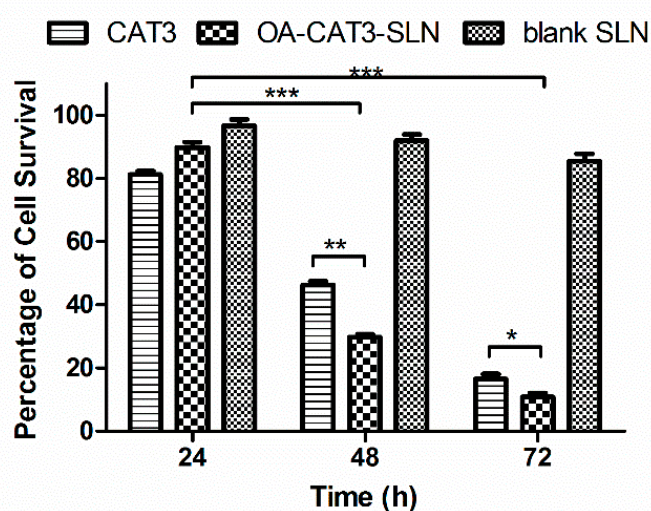 CAT3 OA-CAT3-SLN blank SLN
***
***
**
*
100
80
60
40
20
0
Percentage of Cell Survival
24 48 72
Time (h)